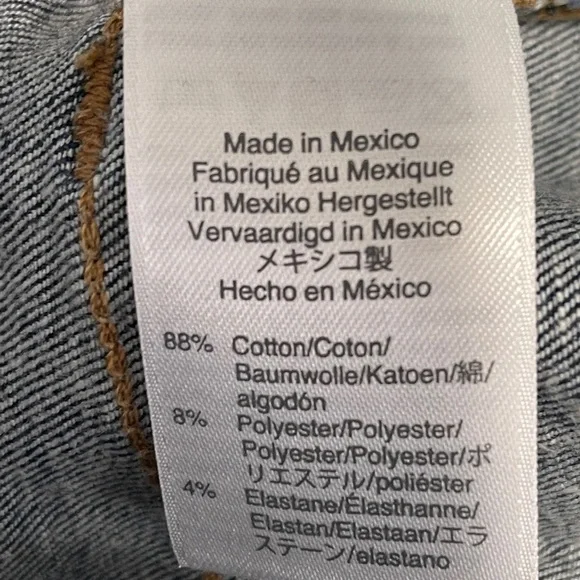 Made in Mexico
Fabriqué au Mexique
in Mexiko Hergestellt
Vervaardigd in Mexico
メキシコ製
Hecho en México
88% Cotton/Coton/
Baumwolle/Katoen/綿/
algodón
8% Polyester/Polyester/
Polyester/Polyester/ポ
リエステル/poliéster
4% Elastane/Élasthanne/
Elastan/Elastaan/エラ
ステーン/elastano